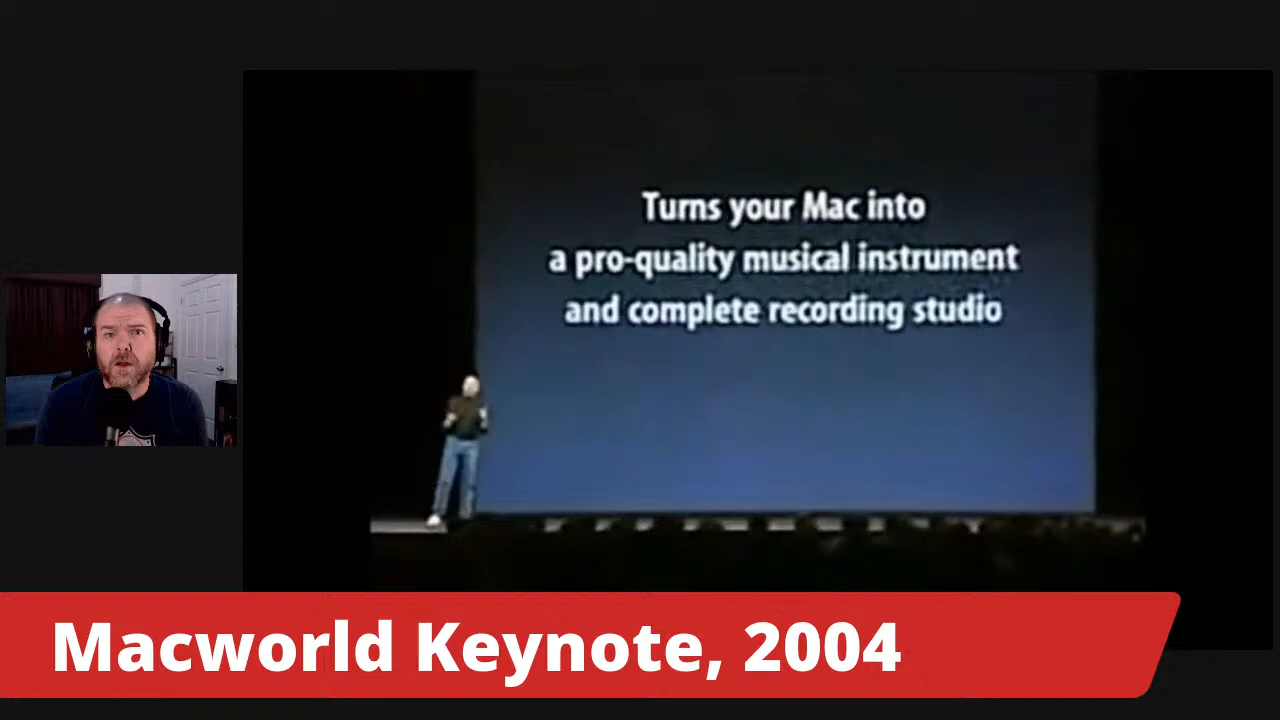 Turns your Mac into
a pro-quality musical instrument
and complete recording studio
Macworld Keynote, 2004